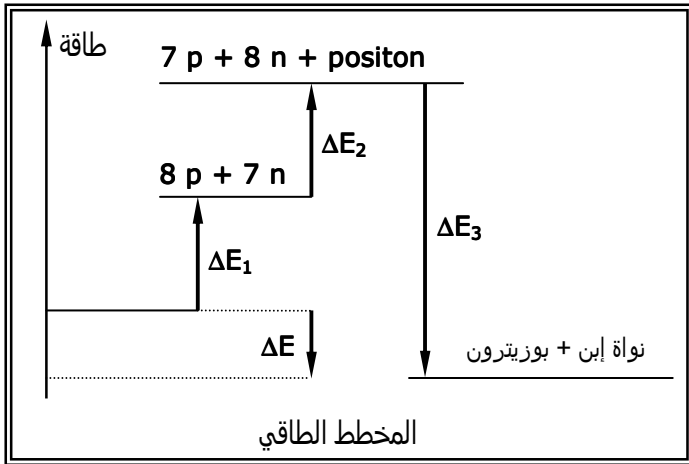 طاقة
7 p + 8 n + positon
ΔE₂
8 p + 7 n
ΔE₁
ΔE₃
ΔE
نواة إبن + بوزيترون
المخطط الطاقي